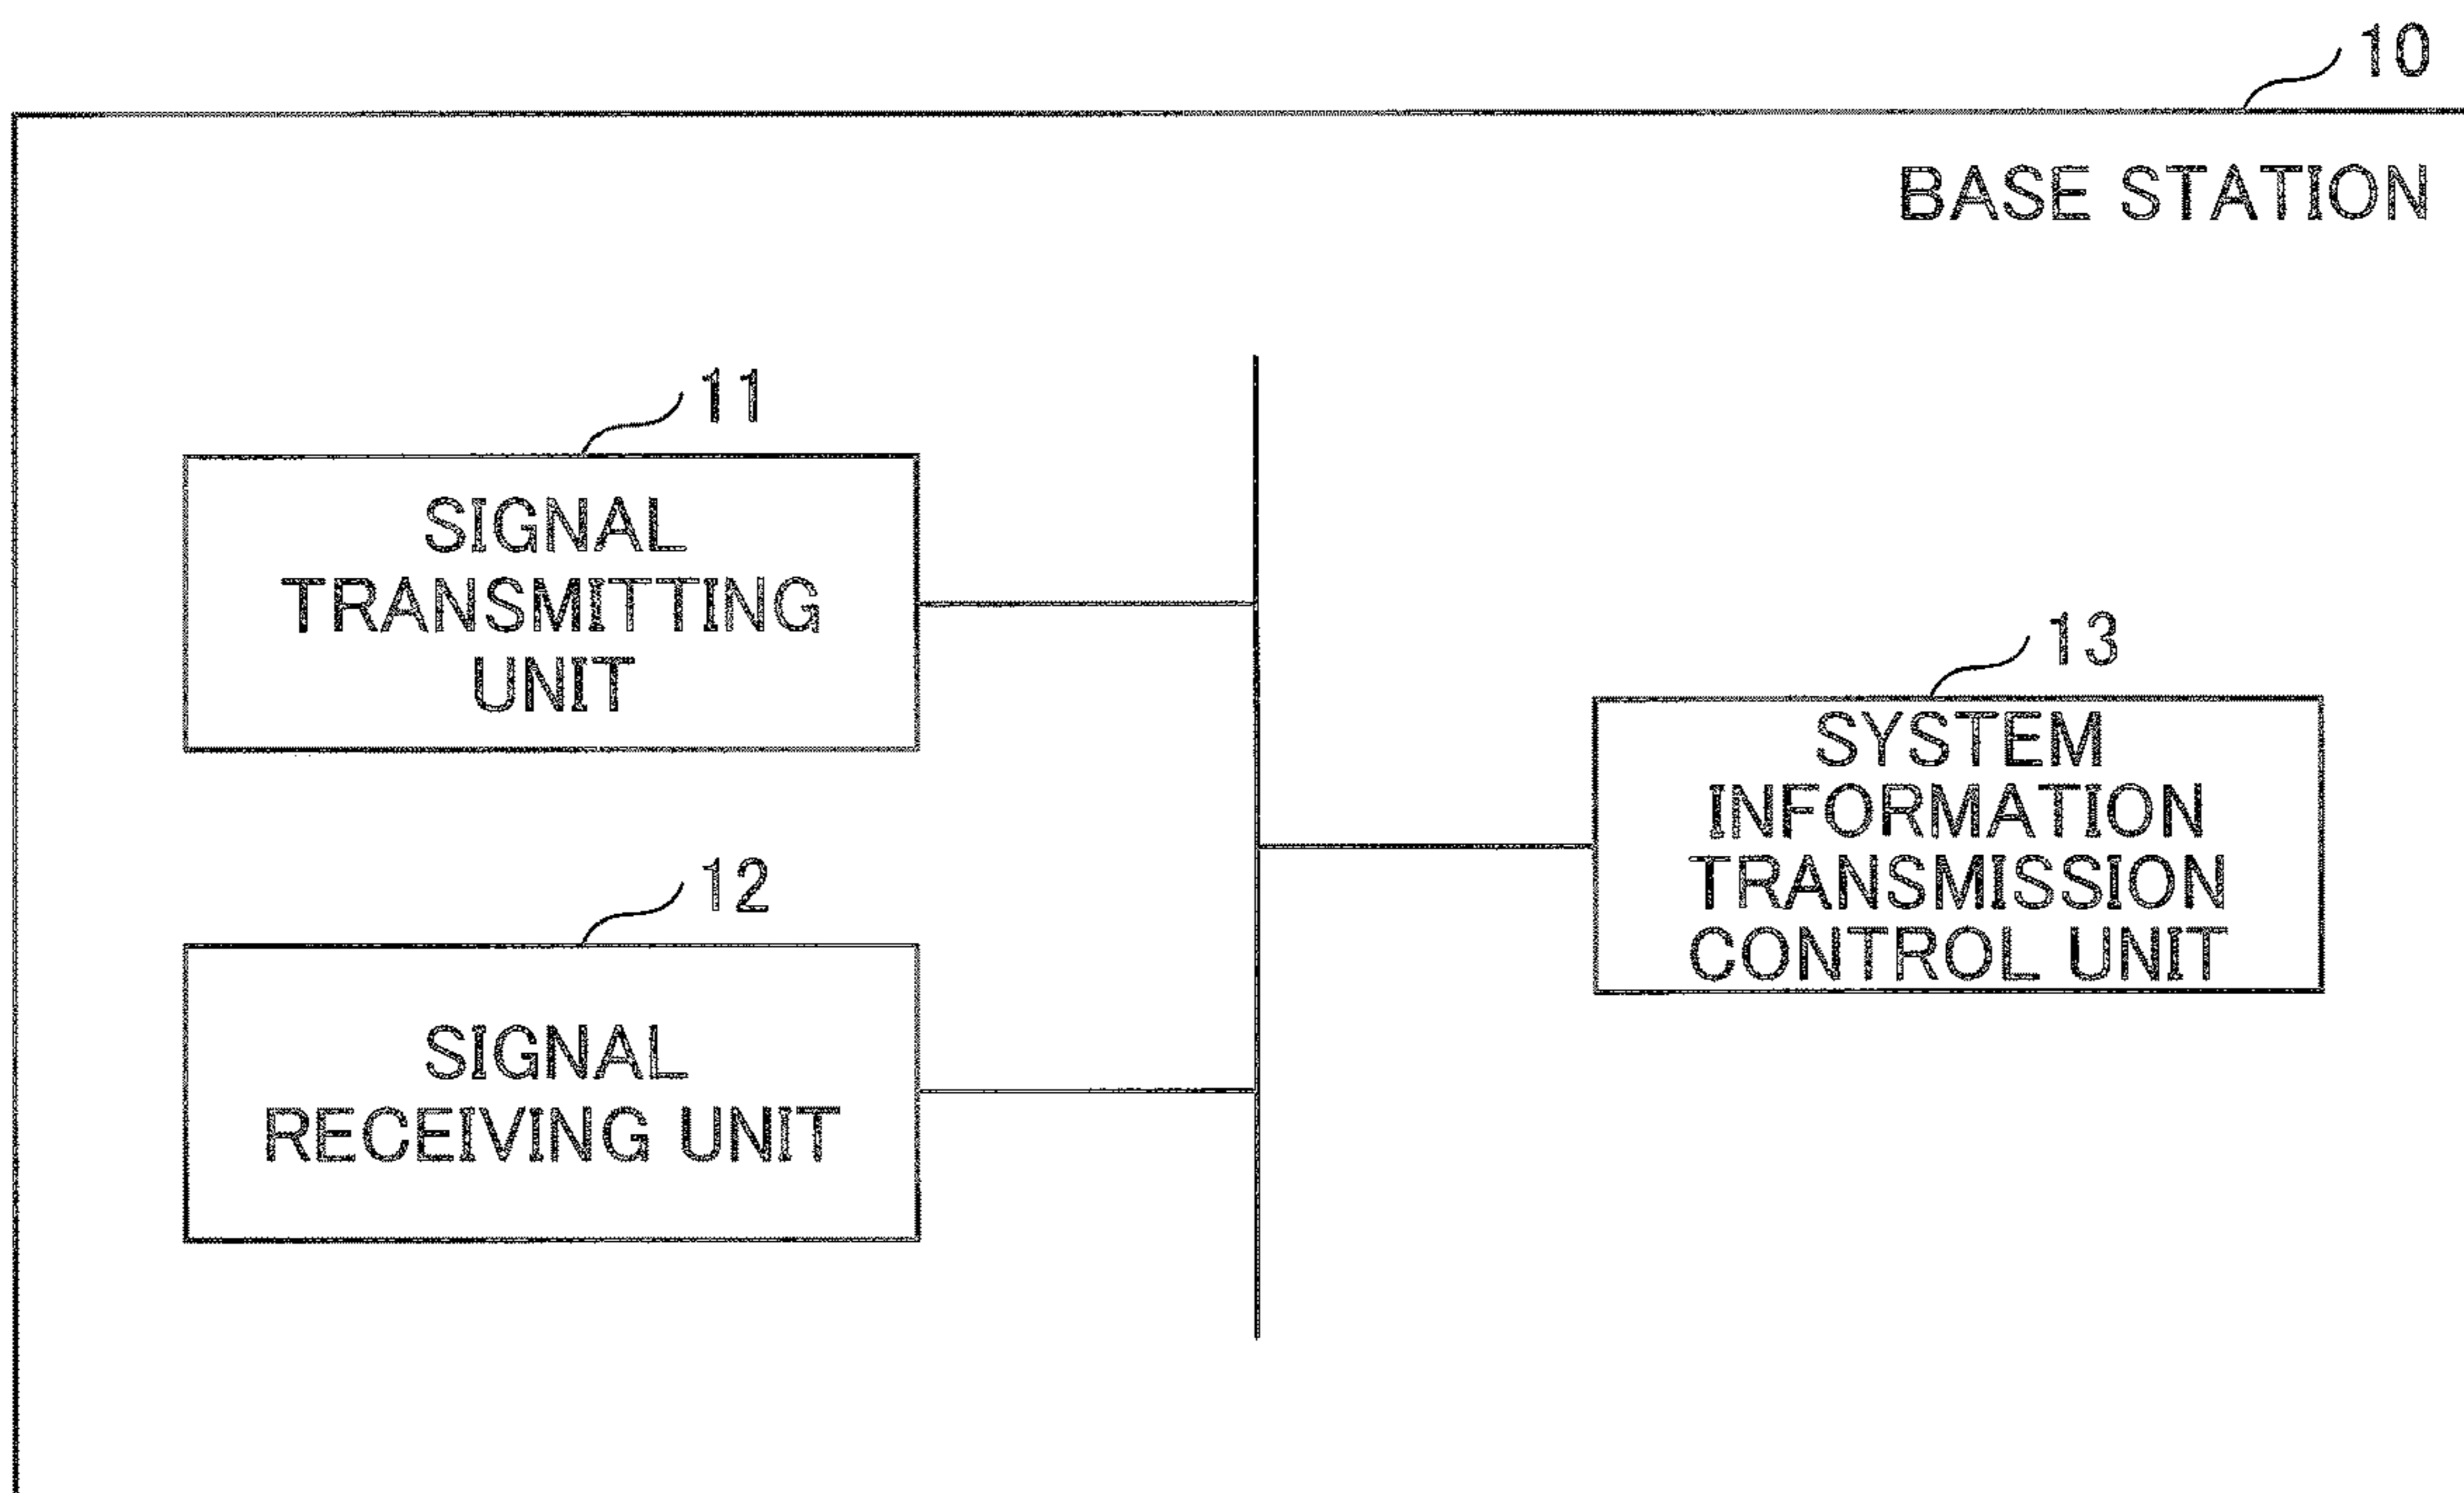 10
BASE STATION
11
SIGNAL
TRANSMITTING
UNIT
13
SYSTEM
INFORMATION
TRANSMISSION
CONTROL UNIT
12
SIGNAL
RECEIVING UNIT